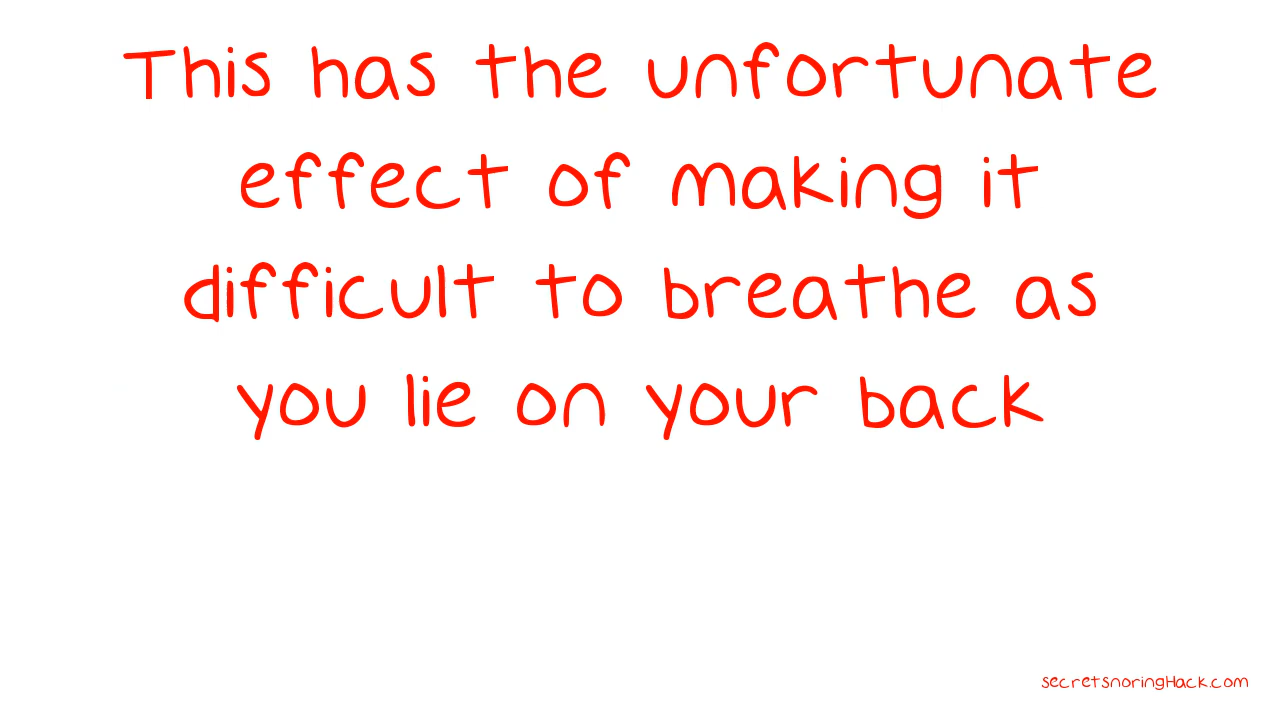 This has the unfortunate
effect of making it
difficult to breathe as
you lie on your back
secretsnoringHack.com